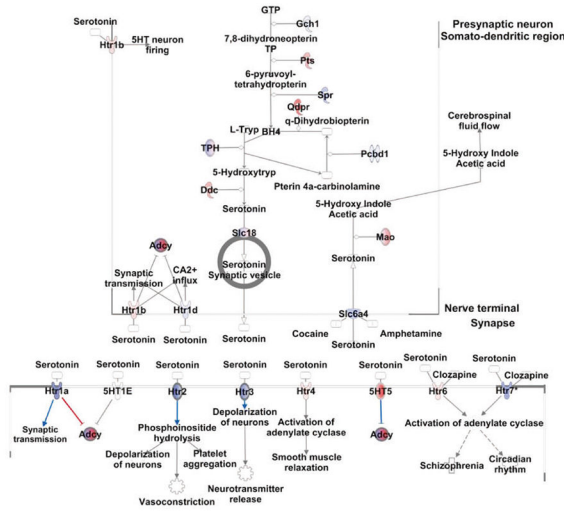 GTP
Gch1
7,8-dihydroneopterin
TP
Pts
6-pyruvoyl-
tetrahydropterin
Spr
Qdpr
q-Dihydrobiopterin
L-Tryp
BH4
TPH
Pcbd1
5-Hydroxytryp
Pterin 4a-carbinolamine
Ddc
Serotonin
Slc18
Serotonin
Synaptic vesicle
Serotonin
Serotonin
Htr1b
5HT neuron
firing
Presynaptic neuron
Somato-dendritic region
Cerebrospinal
fluid flow
5-Hydroxy Indole
Acetic acid
5-Hydroxy Indole
Acetic acid
Mao
Serotonin
Slc6a4
Cocaine
Amphetamine
Serotonin
Nerve terminal
Synapse
Adcy
Synaptic
transmission
CA2+
influx
Htr1b
Htr1d
Serotonin
Serotonin
Serotonin
Serotonin
Serotonin
Serotonin
Serotonin
Serotonin
Serotonin
Clozapine
Serotonin
Clozapine
Htr1a
5HT1E
Htr2
Htr3
Htr4
5HT5
Htr6
Htr7*
Synaptic
transmission
Adcy
Phosphoinositide
hydrolysis
Depolarization
of neurons
Platelet
aggregation
Vasoconstriction
Depolarization
of neurons
Neurotransmitter
release
Activation of
adenylate cyclase
Smooth muscle
relaxation
Adcy
Activation of adenylate cyclase
Schizophrenia
Circadian
rhythm